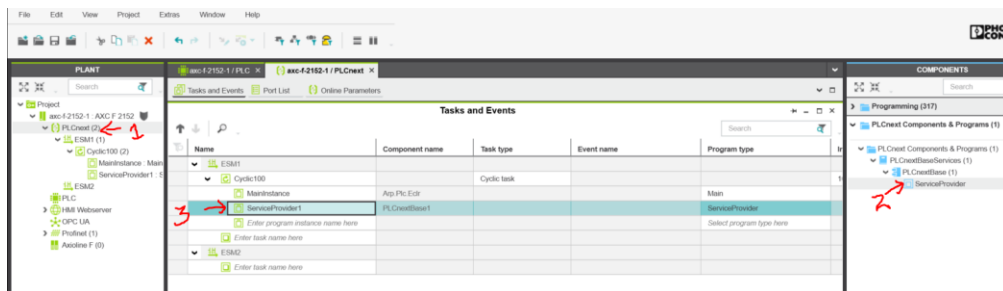 File Edit View Project Extras Window Help
PLANT
Search
Project
axc-f-2152-1 : AXC F 2152
PLCnext (2)
1
ESM1 (1)
Cyclic100 (2)
MainInstance : Main
ServiceProvider1 :
ESM2
PLC
HMI Webserver
OPC UA
Profinet (1)
Axioline F (0)
axc-f-2152-1 / PLC
axc-f-2152-1 / PLCnext
Tasks and Events Port List Online Parameters
Tasks and Events
Search
Name Component name Task type Event name Program type
ESM1
Cyclic100 Cyclic task
MainInstance Arp.Plc.Eclr Main
3 ServiceProvider1 PLCnextBase1 ServiceProvider
Enter program instance name here Select program type here
Enter task name here
ESM2
Enter task name here
COMPONENTS
Search
Programming (317)
PLCnext Components & Programs (1)
PLCnext Components & Programs (1)
PLCnextBaseServices (1)
PLCnextBase (1)
ServiceProvider
2